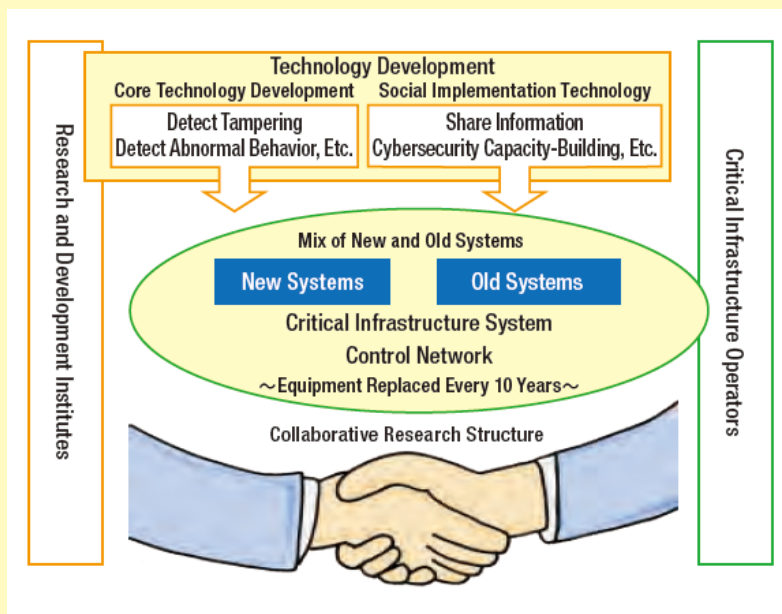 Technology Development
Core Technology Development
Social Implementation Technology
Detect Tampering
Detect Abnormal Behavior, Etc.
Share Information
Cybersecurity Capacity-Building, Etc.
Research and Development Institutes
Critical Infrastructure Operators
Mix of New and Old Systems
New Systems
Old Systems
Critical Infrastructure System
Control Network
～Equipment Replaced Every 10 Years～
Collaborative Research Structure